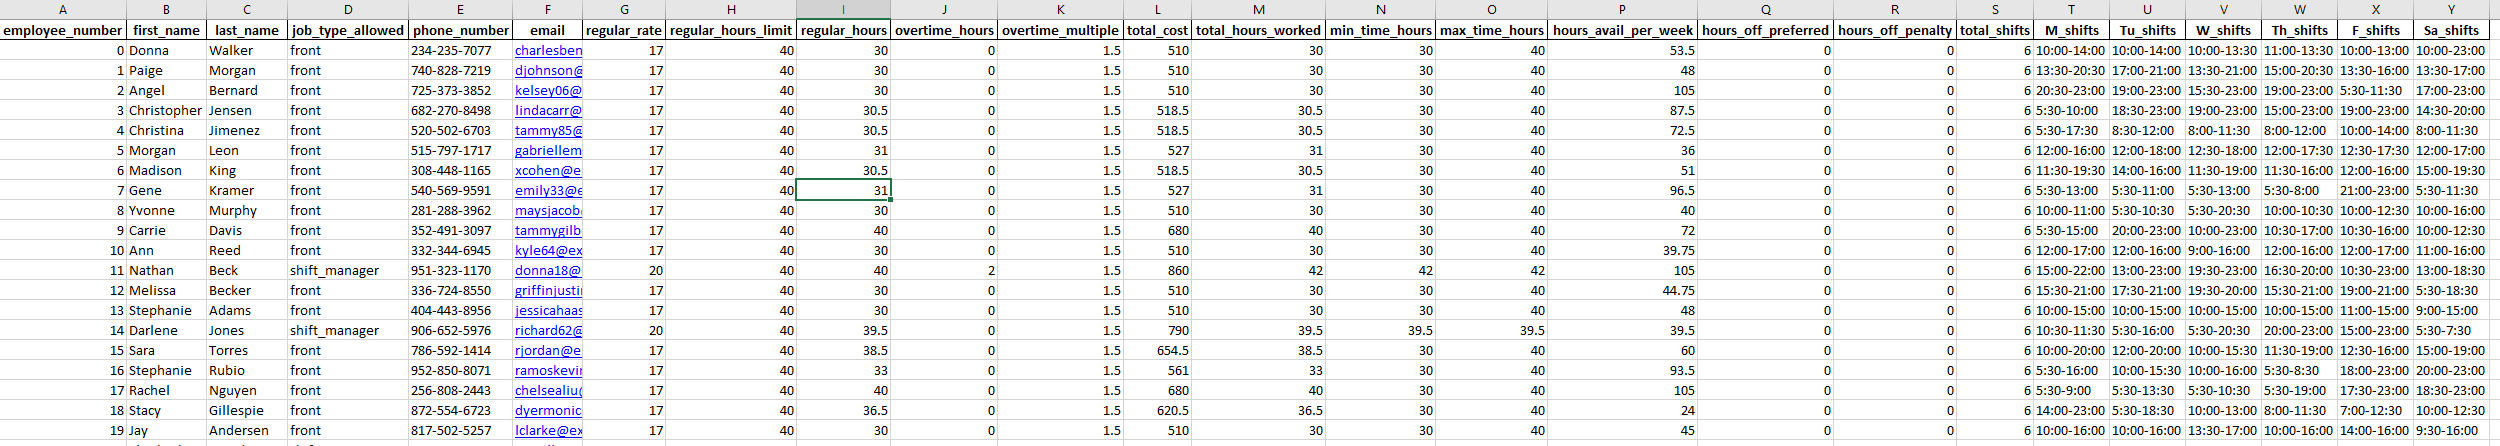 A B C D E F G H I J K L M N O P Q R S T U V W X Y
employee_number first_name last_name job_type_allowed phone_number email regular_rate regular_hours_limit regular_hours overtime_hours overtime_multiple total_cost total_hours_worked min_time_hours max_time_hours hours_avail_per_week hours_off_preferred hours_off_penalty total_shifts M_shifts Tu_shifts W_shifts Th_shifts F_shifts Sa_shifts
0 Donna Walker front 234-235-7077 charlesben 17 40 30 0 1.5 510 30 30 40 53.5 0 0 6 10:00-14:00 10:00-14:00 10:00-13:30 11:00-13:30 10:00-13:00 10:00-23:00
1 Paige Morgan front 740-828-7219 djohnson@ 17 40 30 0 1.5 510 30 30 40 48 0 0 6 13:30-20:30 17:00-21:00 13:30-21:00 15:00-20:30 13:30-16:00 13:30-17:00
2 Angel Bernard front 725-373-3852 kelsey06@ 17 40 30 0 1.5 510 30 30 40 105 0 0 6 20:30-23:00 19:00-23:00 15:30-23:00 19:00-23:00 5:30-11:30 17:00-23:00
3 Christopher Jensen front 682-270-8498 lindacarr@ 17 40 30.5 0 1.5 518.5 30.5 30 40 87.5 0 0 6 5:30-10:00 18:30-23:00 19:00-23:00 15:00-23:00 19:00-23:00 14:30-20:00
4 Christina Jimenez front 520-502-6703 tammy85@ 17 40 30.5 0 1.5 518.5 30.5 30 40 72.5 0 0 6 5:30-17:30 8:30-12:00 8:00-11:30 8:00-12:00 10:00-14:00 8:00-11:30
5 Morgan Leon front 515-797-1717 gabriellem 17 40 31 0 1.5 527 31 30 40 36 0 0 6 12:00-16:00 12:00-18:00 12:30-18:00 12:00-17:30 12:30-17:30 12:00-17:00
6 Madison King front 308-448-1165 xcohen@e 17 40 30.5 0 1.5 518.5 30.5 30 40 51 0 0 6 11:30-19:30 14:00-16:00 11:30-19:00 11:30-16:00 12:00-16:00 15:00-19:30
7 Gene Kramer front 540-569-9591 emily33@e 17 40 31 0 1.5 527 31 30 40 96.5 0 0 6 5:30-13:00 5:30-11:00 5:30-13:00 5:30-8:00 21:00-23:00 5:30-11:30
8 Yvonne Murphy front 281-288-3962 maysjacob 17 40 30 0 1.5 510 30 30 40 40 0 0 6 10:00-11:00 5:30-10:30 5:30-20:30 10:00-10:30 10:00-12:30 10:00-16:00
9 Carrie Davis front 352-491-3097 tammygilb 17 40 40 0 1.5 680 40 30 40 72 0 0 6 5:30-15:00 20:00-23:00 10:00-23:00 10:30-17:00 10:30-16:00 10:00-12:30
10 Ann Reed front 332-344-6945 kyle64@ex 17 40 30 0 1.5 510 30 30 40 39.75 0 0 6 12:00-17:00 12:00-16:00 9:00-16:00 12:00-16:00 12:00-17:00 11:00-16:00
11 Nathan Beck shift_manager 951-323-1170 donna18@ 20 40 40 2 1.5 860 42 42 42 105 0 0 6 15:00-22:00 13:00-23:00 19:30-23:00 16:30-20:00 10:30-23:00 13:00-18:30
12 Melissa Becker front 336-724-8550 griffinjusti 17 40 30 0 1.5 510 30 30 40 44.75 0 0 6 15:30-21:00 17:30-21:00 19:30-20:00 15:30-21:00 19:00-21:00 5:30-18:30
13 Stephanie Adams front 404-443-8956 jessicahaas 17 40 30 0 1.5 510 30 30 40 48 0 0 6 10:00-15:00 10:00-15:00 10:00-15:00 10:00-15:00 11:00-15:00 9:00-15:00
14 Darlene Jones shift_manager 906-652-5976 richard62@ 20 40 39.5 0 1.5 790 39.5 39.5 39.5 39.5 0 0 6 10:30-11:30 5:30-16:00 5:30-20:30 20:00-23:00 15:00-23:00 5:30-7:30
15 Sara Torres front 786-592-1414 rjordan@e 17 40 38.5 0 1.5 654.5 38.5 30 40 60 0 0 6 10:00-20:00 12:00-20:00 10:00-15:30 11:30-19:00 12:30-16:00 15:00-19:00
16 Stephanie Rubio front 952-850-8071 ramoskevi 17 40 33 0 1.5 561 33 30 40 93.5 0 0 6 5:30-16:00 10:00-15:30 10:00-16:00 5:30-8:30 18:00-23:00 20:00-23:00
17 Rachel Nguyen front 256-808-2443 chelsealiu 17 40 40 0 1.5 680 40 30 40 105 0 0 6 5:30-9:00 5:30-13:30 5:30-10:30 5:30-19:00 17:30-23:00 18:30-23:00
18 Stacy Gillespie front 872-554-6723 dyermonic 17 40 36.5 0 1.5 620.5 36.5 30 40 24 0 0 6 14:00-23:00 5:30-18:30 10:00-13:00 8:00-11:30 7:00-12:30 10:00-12:30
19 Jay Andersen front 817-502-5257 lclarke@ex 17 40 30 0 1.5 510 30 30 40 45 0 0 6 10:00-16:00 10:00-16:00 13:30-17:00 10:00-16:00 14:00-16:00 9:30-16:00